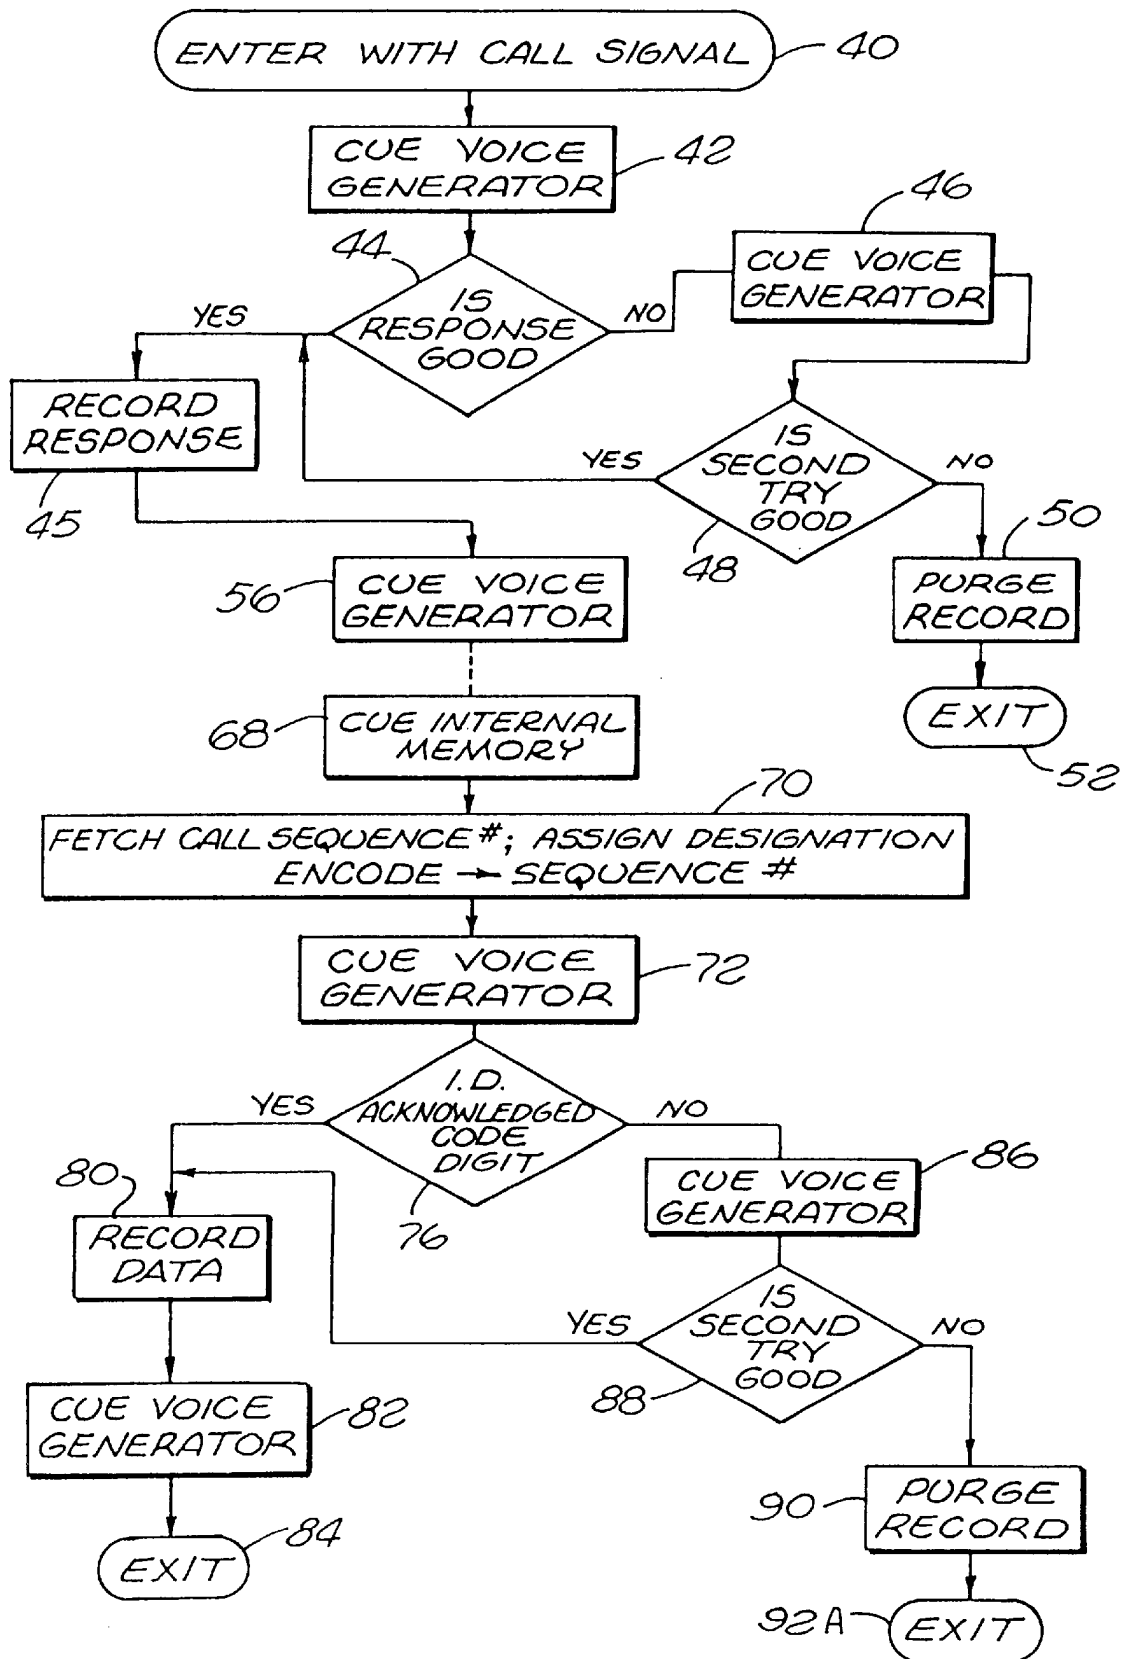 ENTER WITH CALL SIGNAL
40
CUE VOICE
GENERATOR
42
44
IS
RESPONSE
GOOD
YES
NO
46
CUE VOICE
GENERATOR
RECORD
RESPONSE
45
IS
SECOND
TRY
GOOD
YES
NO
48
50
PURGE
RECORD
EXIT
52
56
CUE VOICE
GENERATOR
68
CUE INTERNAL
MEMORY
70
FETCH CALL SEQUENCE #; ASSIGN DESIGNATION
ENCODE → SEQUENCE #
CUE VOICE
GENERATOR
72
I.D.
ACKNOWLEDGED
CODE
DIGIT
YES
NO
76
80
RECORD
DATA
CUE VOICE
GENERATOR
86
IS
SECOND
TRY
GOOD
YES
NO
88
CUE VOICE
GENERATOR
82
EXIT
84
90
PURGE
RECORD
92A
EXIT